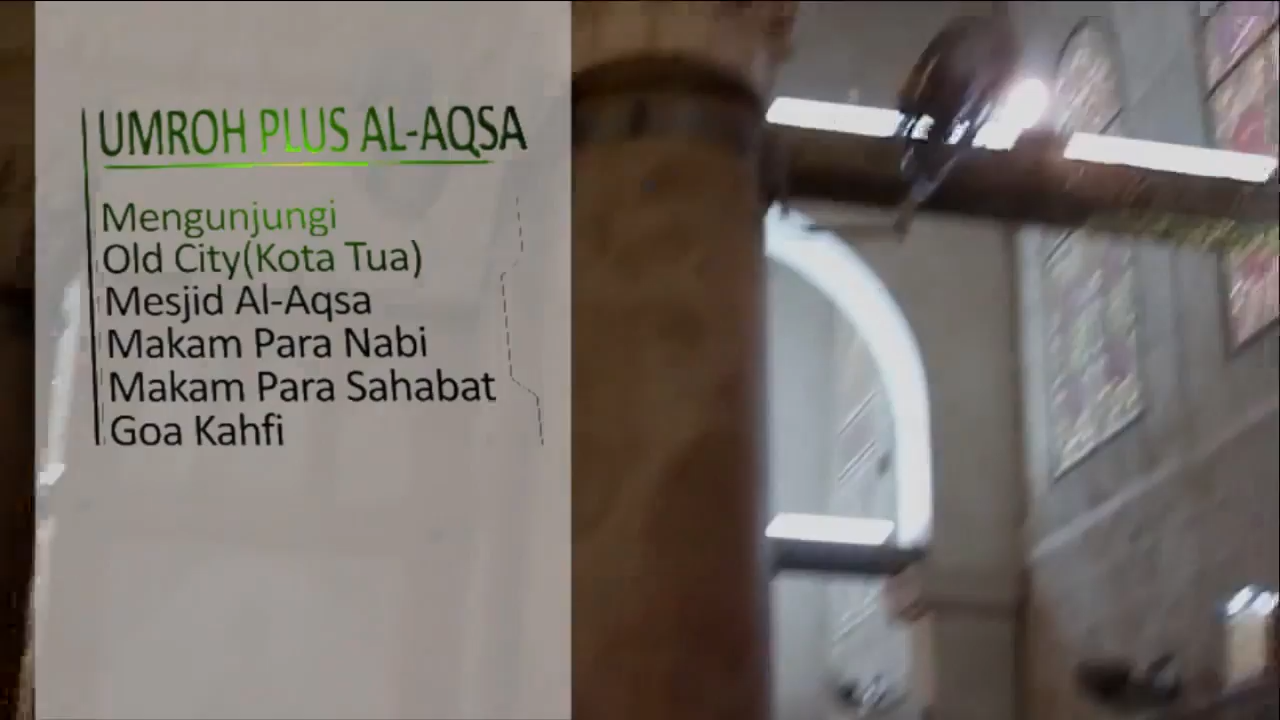 UMROH PLUS AL-AQSA
Mengunjungi
Old City(Kota Tua)
Mesjid Al-Aqsa
Makam Para Nabi
Makam Para Sahabat
Goa Kahfi